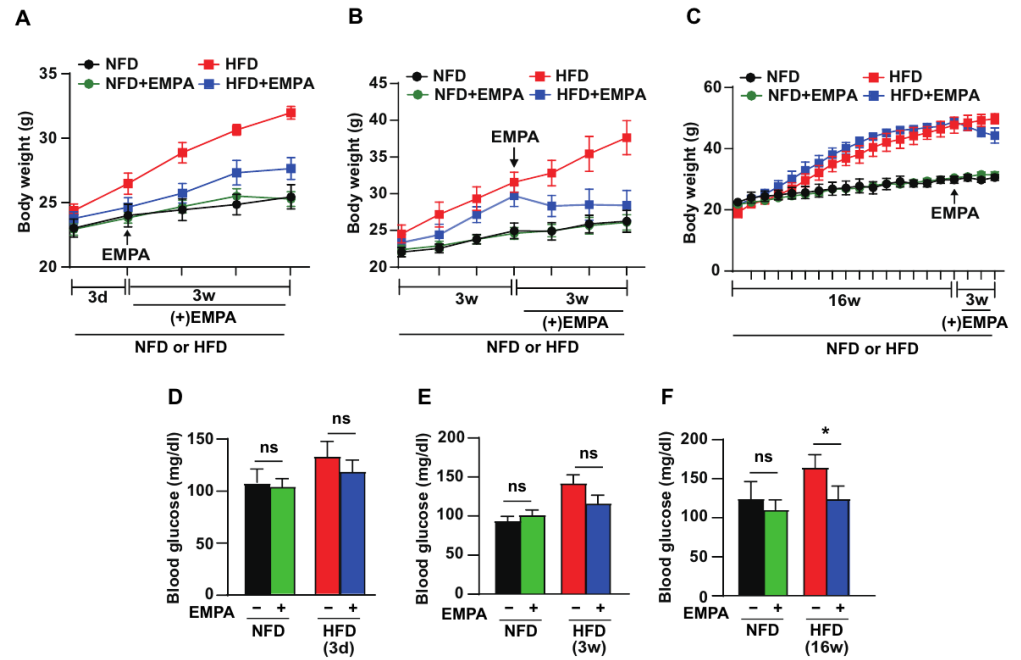 A
NFD HFD
NFD+EMPA HFD+EMPA
Body weight (g)
35
30
25
20
EMPA
3d 3w
(+)EMPA
NFD or HFD
B
NFD HFD
NFD+EMPA HFD+EMPA
Body weight (g)
45
40
35
30
25
20
EMPA
3w 3w
(+)EMPA
NFD or HFD
C
NFD HFD
NFD+EMPA HFD+EMPA
Body weight (g)
60
40
20
0
EMPA
16w 3w
(+)EMPA
NFD or HFD
D
Blood glucose (mg/dl)
150
100
50
0
ns ns
EMPA − + − +
NFD HFD
(3d)
E
Blood glucose (mg/dl)
200
150
100
50
0
ns ns
− + − +
NFD HFD
(3w)
F
Blood glucose (mg/dl)
200
150
100
50
0
ns *
EMPA − + − +
NFD HFD
(16w)